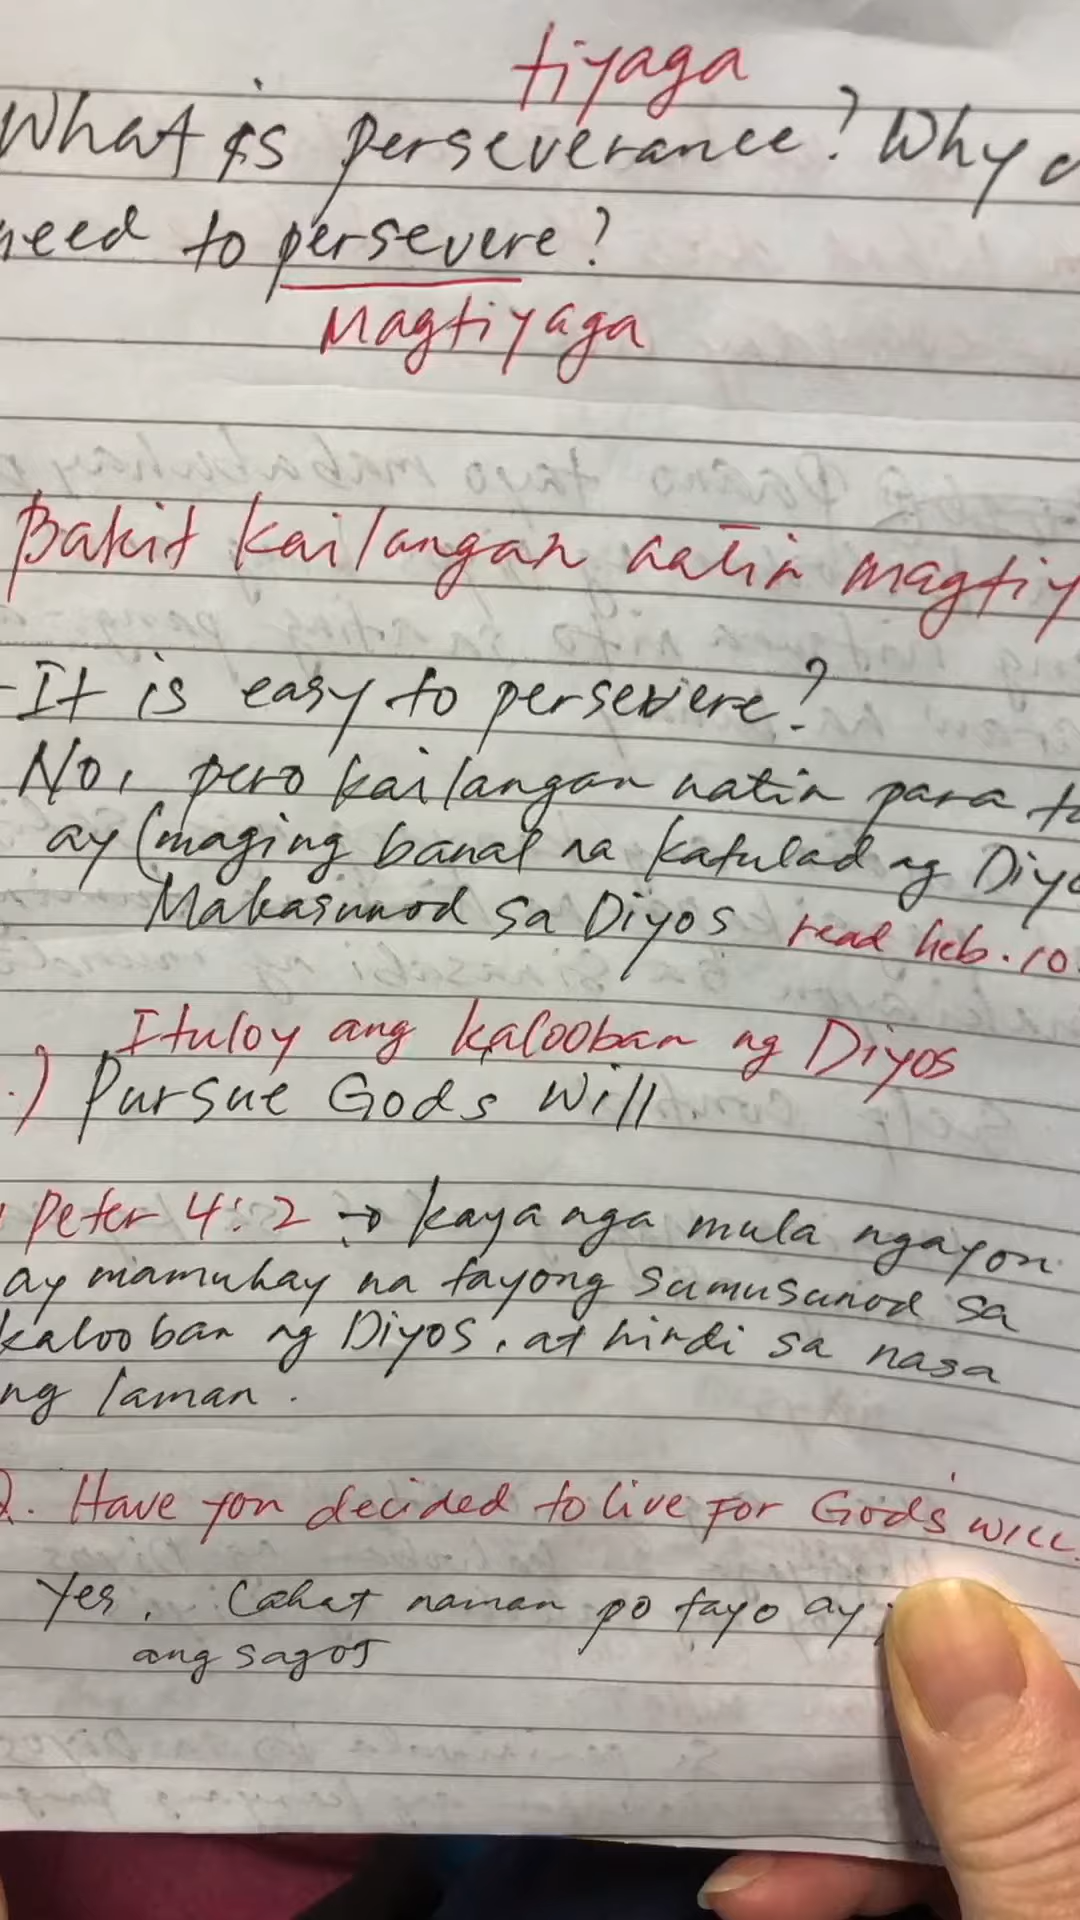 tiyaga
What is perseverance? Why
need to persevere?
Magtiyaga
Bakit kailangan natin magtiy
- It is easy to persevere?
No, pero kailangan natin para
ay (maging banal na katulad ng Diyo
Makasunod sa Diyos read heb. 10
Ituloy ang kalooban ng Diyos
.) Pursue Gods Will
Peter 4:2 → kaya nga mula ngayon
ay mamuhay na tayong sumusunod sa
kalooban ng Diyos, at hindi sa nasa
ng laman.
Q. Have you decided to live For God's will
Yes, Lahat naman po tayo ay
ang sagot